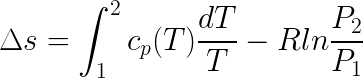 Δs = ∫₁² c_p(T) dT/T − Rln P₂/P₁